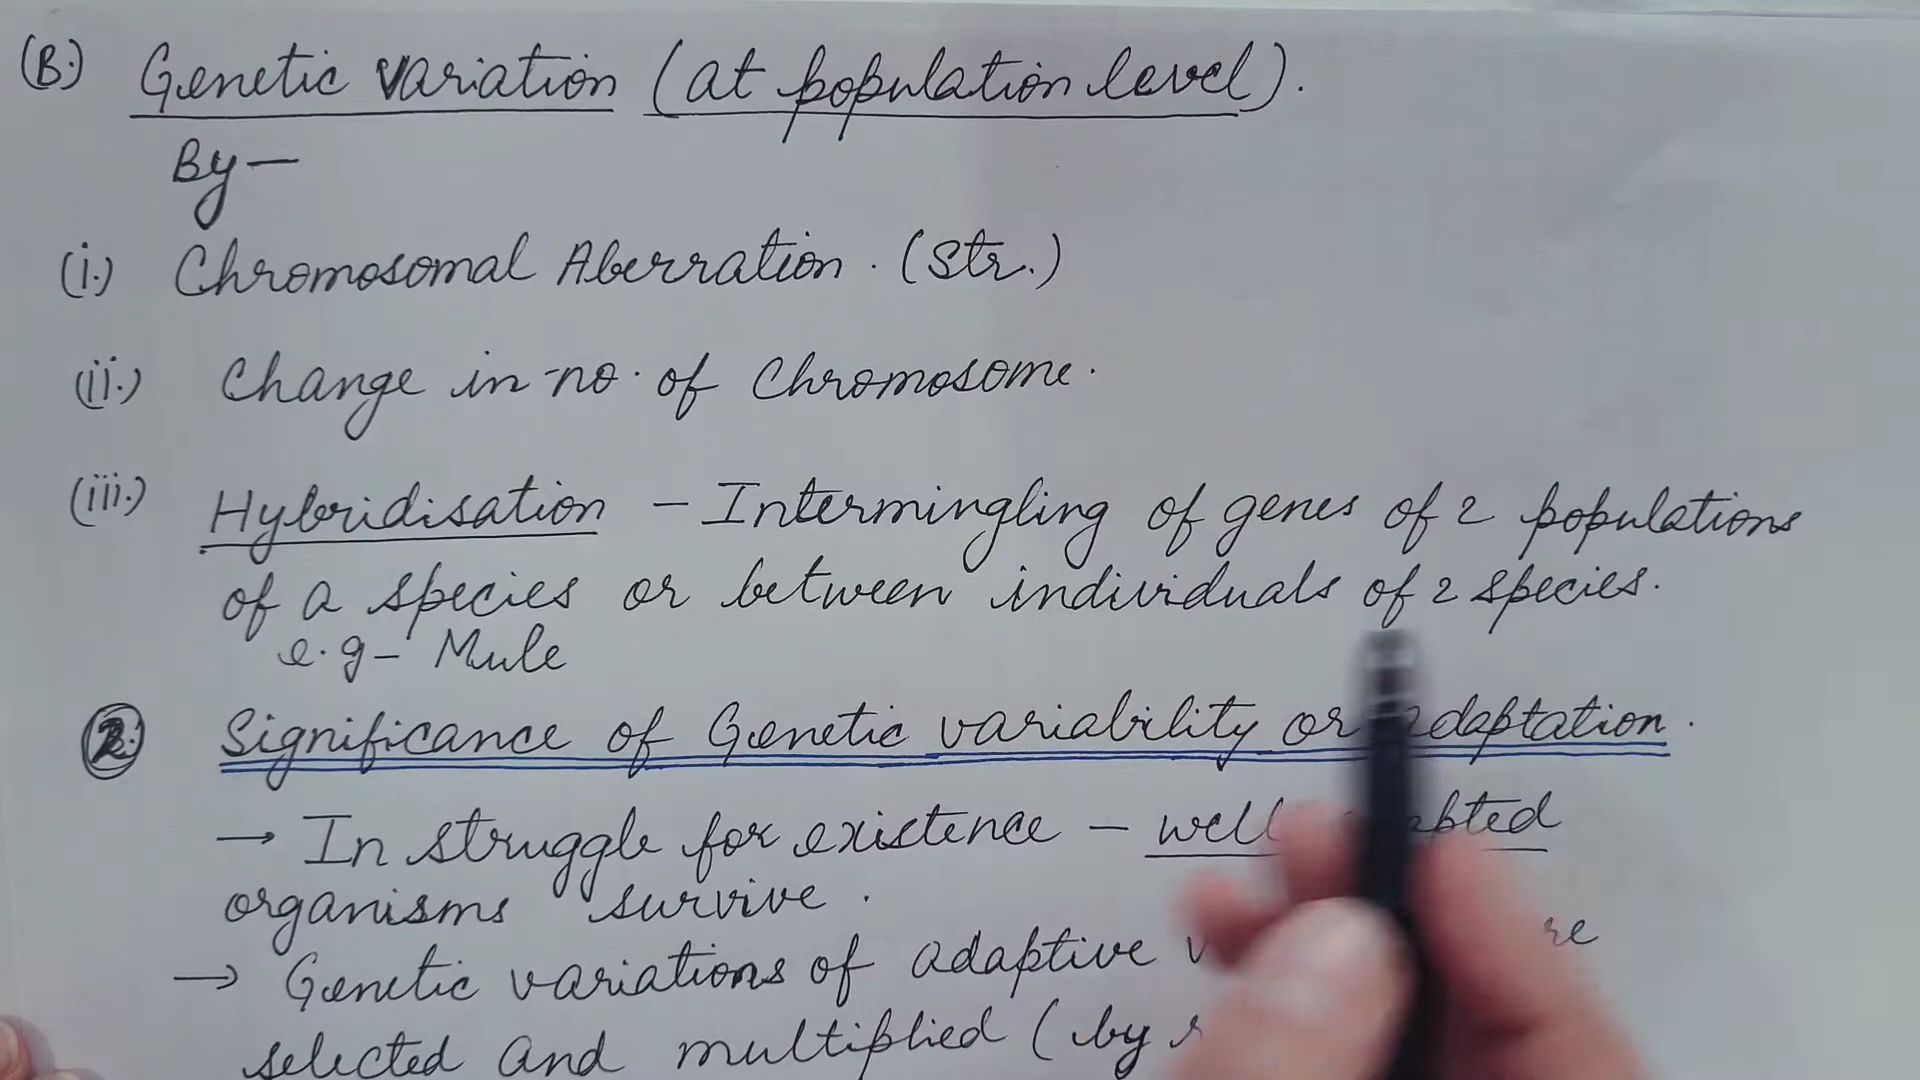 (B.) Genetic Variation (at population level).
By —
(i.) Chromosomal Aberration. (Str.)
(ii.) Change in no. of Chromosome.
(iii.) Hybridisation - Intermingling of genes of 2 populations
of a species or between individuals of 2 species.
e.g - Mule
2. Significance of Genetic variability or adaptation.
→ In struggle for existence - well
organisms survive.
→ Genetic variations of adaptive
selected and multiplied (by